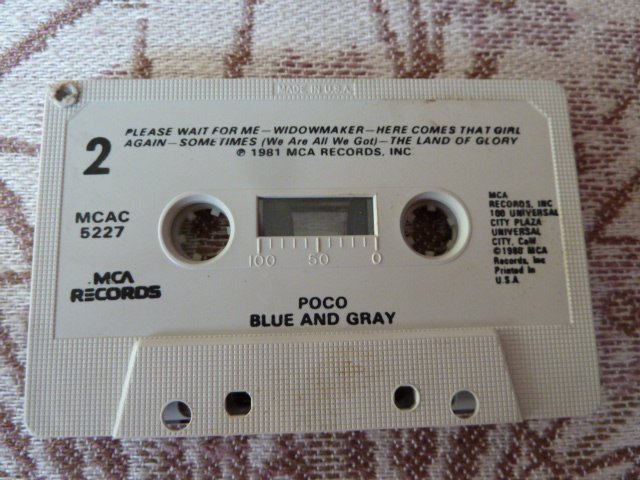 MADE IN U.S.A.
2
PLEASE WAIT FOR ME—WIDOWMAKER—HERE COMES THAT GIRL
AGAIN—SOMETIMES (We Are All We Got)—THE LAND OF GLORY
℗ 1981 MCA RECORDS, INC
MCAC
5227
MCA
RECORDS
100 50 0
MCA
RECORDS, INC
100 UNIVERSAL
CITY PLAZA
UNIVERSAL
CITY, CaW
©1980 MCA
Records, Inc
Printed in
U.S.A.
POCO
BLUE AND GRAY